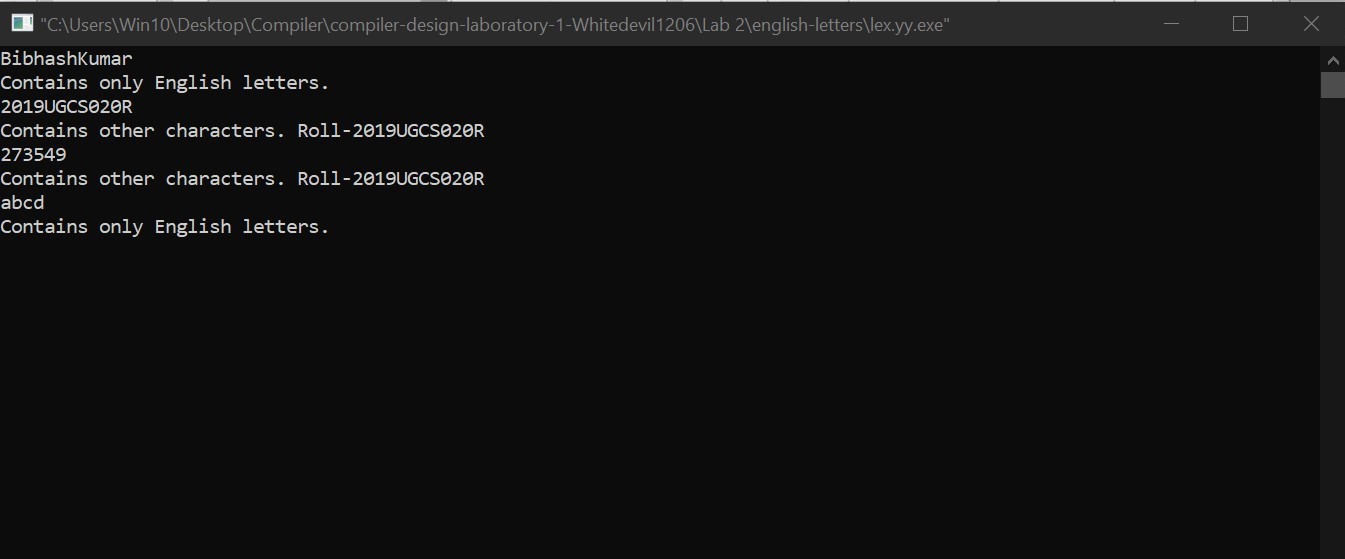 "C:\Users\Win10\Desktop\Compiler\compiler-design-laboratory-1-Whitedevil1206\Lab 2\english-letters\lex.yy.exe"
BibhashKumar
Contains only English letters.
2019UGCS020R
Contains other characters. Roll-2019UGCS020R
273549
Contains other characters. Roll-2019UGCS020R
abcd
Contains only English letters.